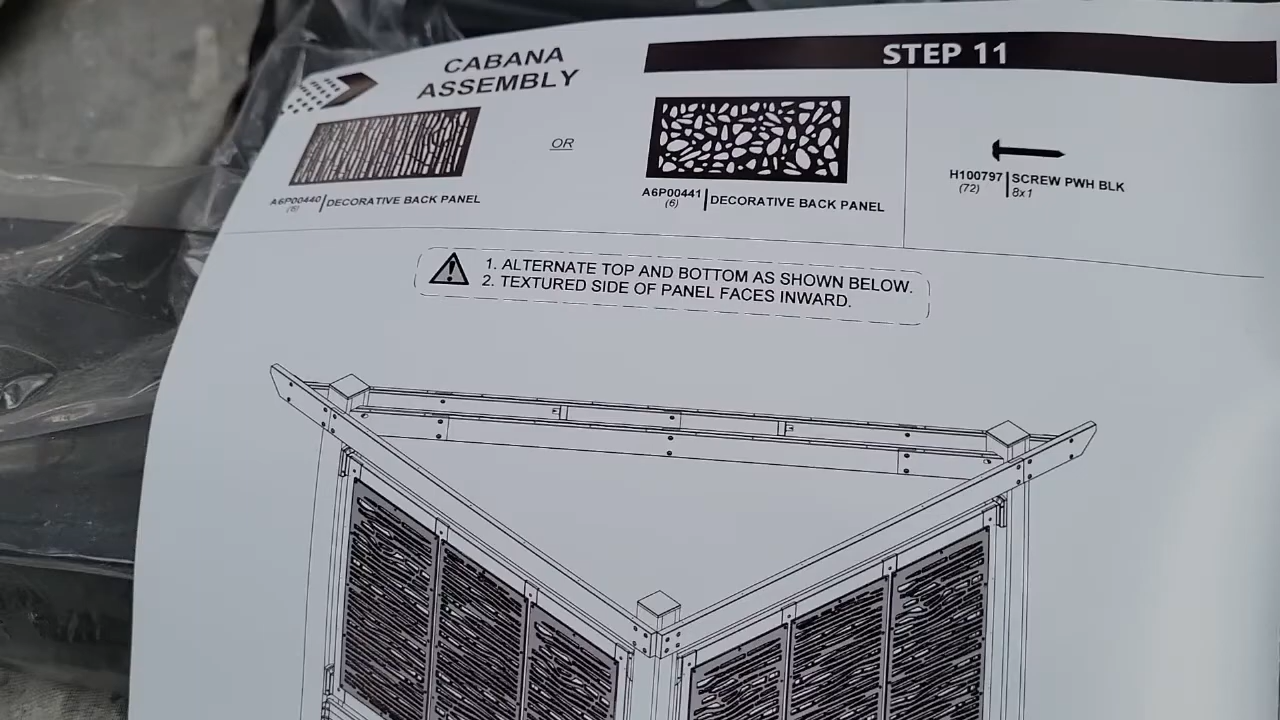 CABANA
ASSEMBLY
STEP 11
OR
A6P00440 DECORATIVE BACK PANEL
(6)
A6P00441 DECORATIVE BACK PANEL
(6)
H100797 SCREW PWH BLK
(72) 8x1
1. ALTERNATE TOP AND BOTTOM AS SHOWN BELOW.
2. TEXTURED SIDE OF PANEL FACES INWARD.